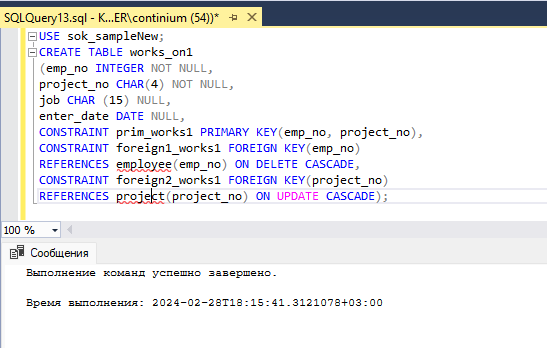 SQLQuery13.sql - K...ER\continium (54))*
USE sok_sampleNew;
CREATE TABLE works_on1
(emp_no INTEGER NOT NULL,
project_no CHAR(4) NOT NULL,
job CHAR (15) NULL,
enter_date DATE NULL,
CONSTRAINT prim_works1 PRIMARY KEY(emp_no, project_no),
CONSTRAINT foreign1_works1 FOREIGN KEY(emp_no)
REFERENCES employee(emp_no) ON DELETE CASCADE,
CONSTRAINT foreign2_works1 FOREIGN KEY(project_no)
REFERENCES project(project_no) ON UPDATE CASCADE);
100 %
Сообщения
Выполнение команд успешно завершено.
Время выполнения: 2024-02-28T18:15:41.3121078+03:00